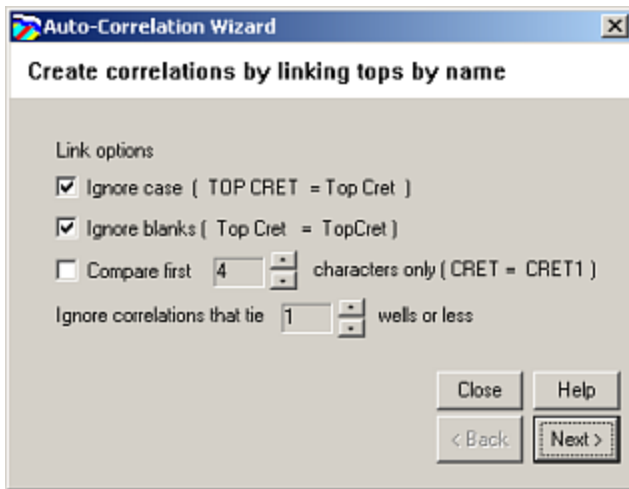 Auto-Correlation Wizard
Create correlations by linking tops by name
Link options
Ignore case ( TOP CRET = Top Cret )
Ignore blanks ( Top Cret = TopCret )
Compare first 4 characters only ( CRET = CRET1 )
Ignore correlations that tie 1 wells or less
Close Help
< Back Next >